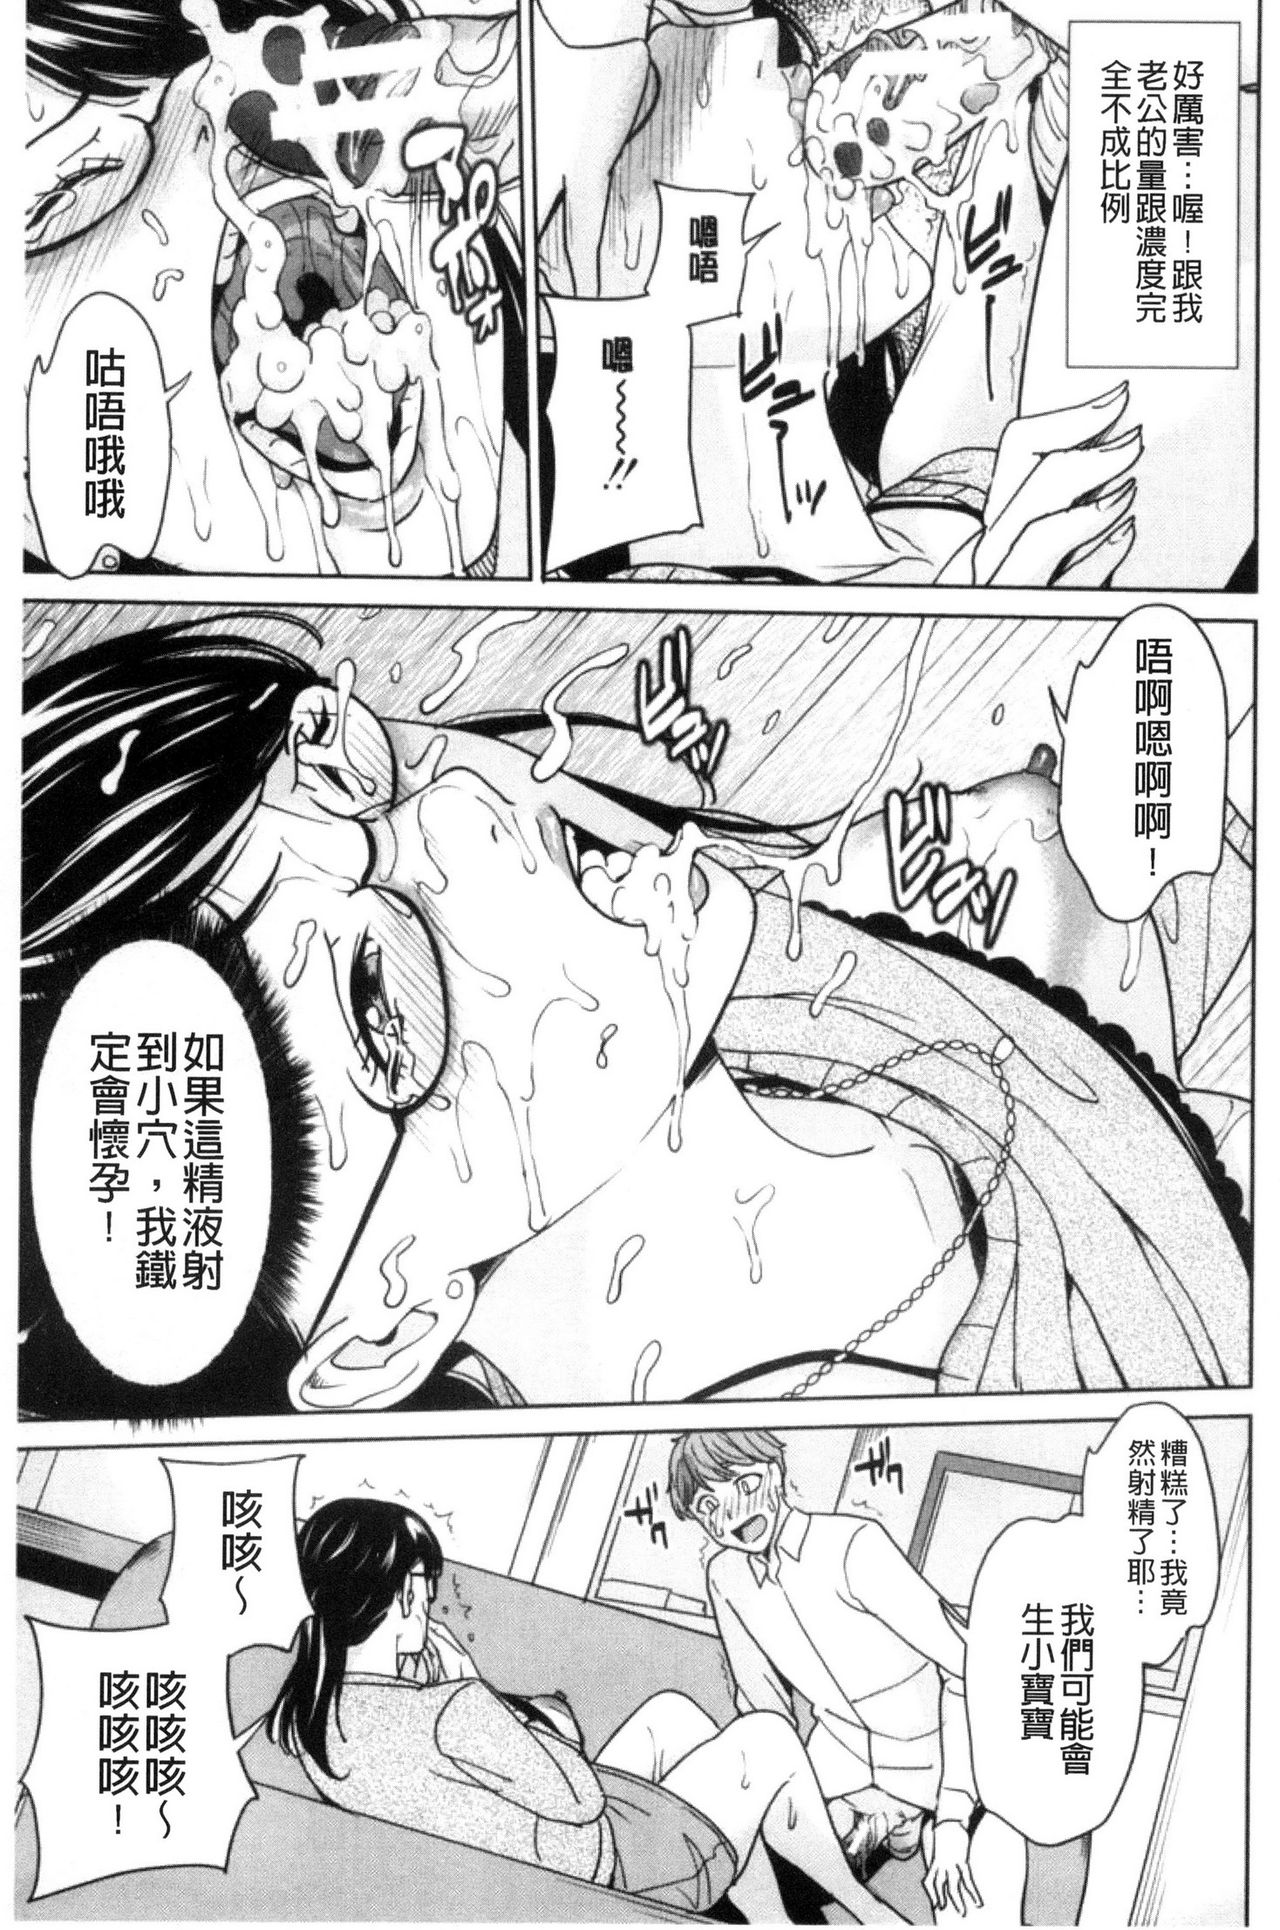 好厲害…喔！跟我
老公的量跟濃度完
全不成比例
嗯唔
嗯～～!!
咕唔哦哦
唔啊嗯啊啊！
如果這精液射
到小穴，我鐵
定會懷孕！
糟糕了…我竟
然射精了耶…
我們可能會
生小寶寶
咳咳～
咳咳咳～
咳咳咳！